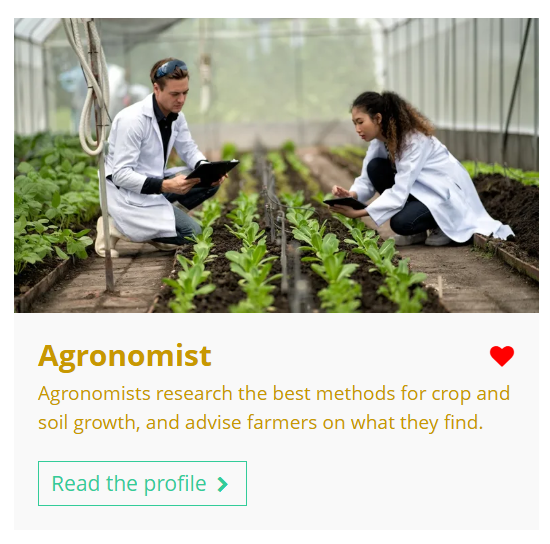 Agronomist
Agronomists research the best methods for crop and
soil growth, and advise farmers on what they find.
Read the profile